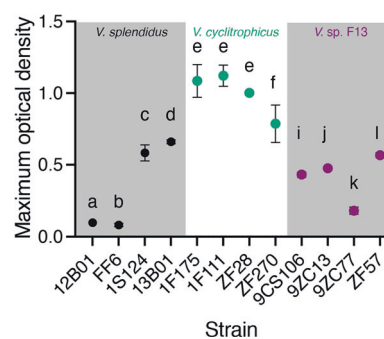 V. splendidus V. cyclitrophicus V. sp. F13
Maximum optical density
1.5
1.0
0.5
0.0
a b c d e e e f i j k l
12B01 FF6 1S124 13B01 1F175 1F111 ZF28 ZF270 9CS106 9ZC13 9ZC77 ZF57
Strain